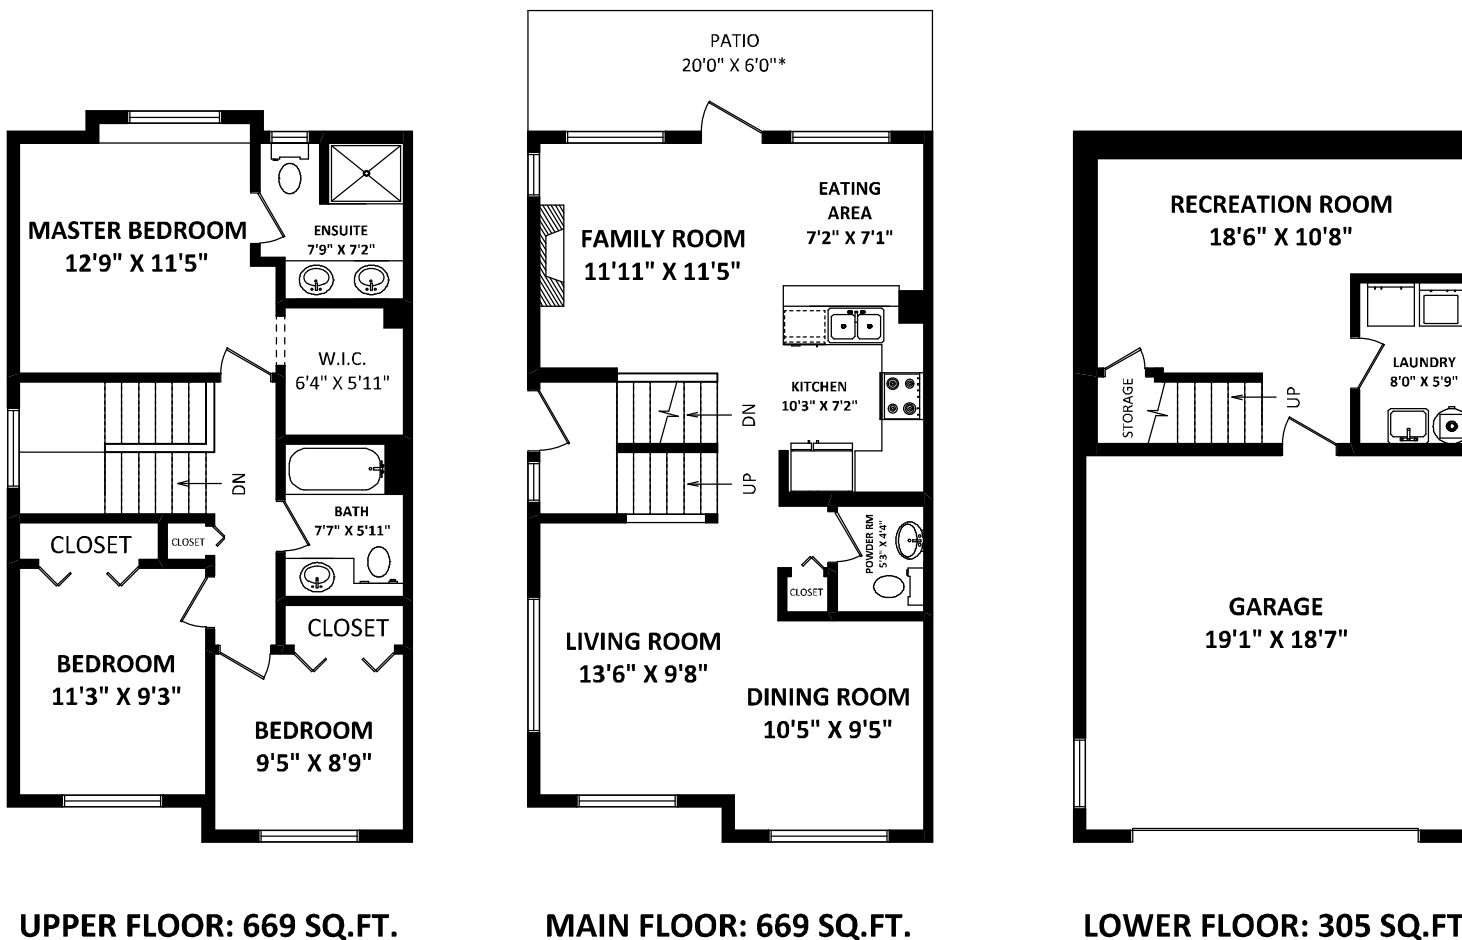 MASTER BEDROOM
12'9" X 11'5"
ENSUITE
7'9" X 7'2"
W.I.C.
6'4" X 5'11"
DN
BATH
7'7" X 5'11"
CLOSET
CLOSET
CLOSET
BEDROOM
11'3" X 9'3"
BEDROOM
9'5" X 8'9"
UPPER FLOOR: 669 SQ.FT.
PATIO
20'0" X 6'0"*
FAMILY ROOM
11'11" X 11'5"
EATING
AREA
7'2" X 7'1"
KITCHEN
10'3" X 7'2"
DN
UP
POWDER RM
5'3" X 4'4"
CLOSET
LIVING ROOM
13'6" X 9'8"
DINING ROOM
10'5" X 9'5"
MAIN FLOOR: 669 SQ.FT.
RECREATION ROOM
18'6" X 10'8"
LAUNDRY
8'0" X 5'9"
STORAGE
UP
GARAGE
19'1" X 18'7"
LOWER FLOOR: 305 SQ.FT